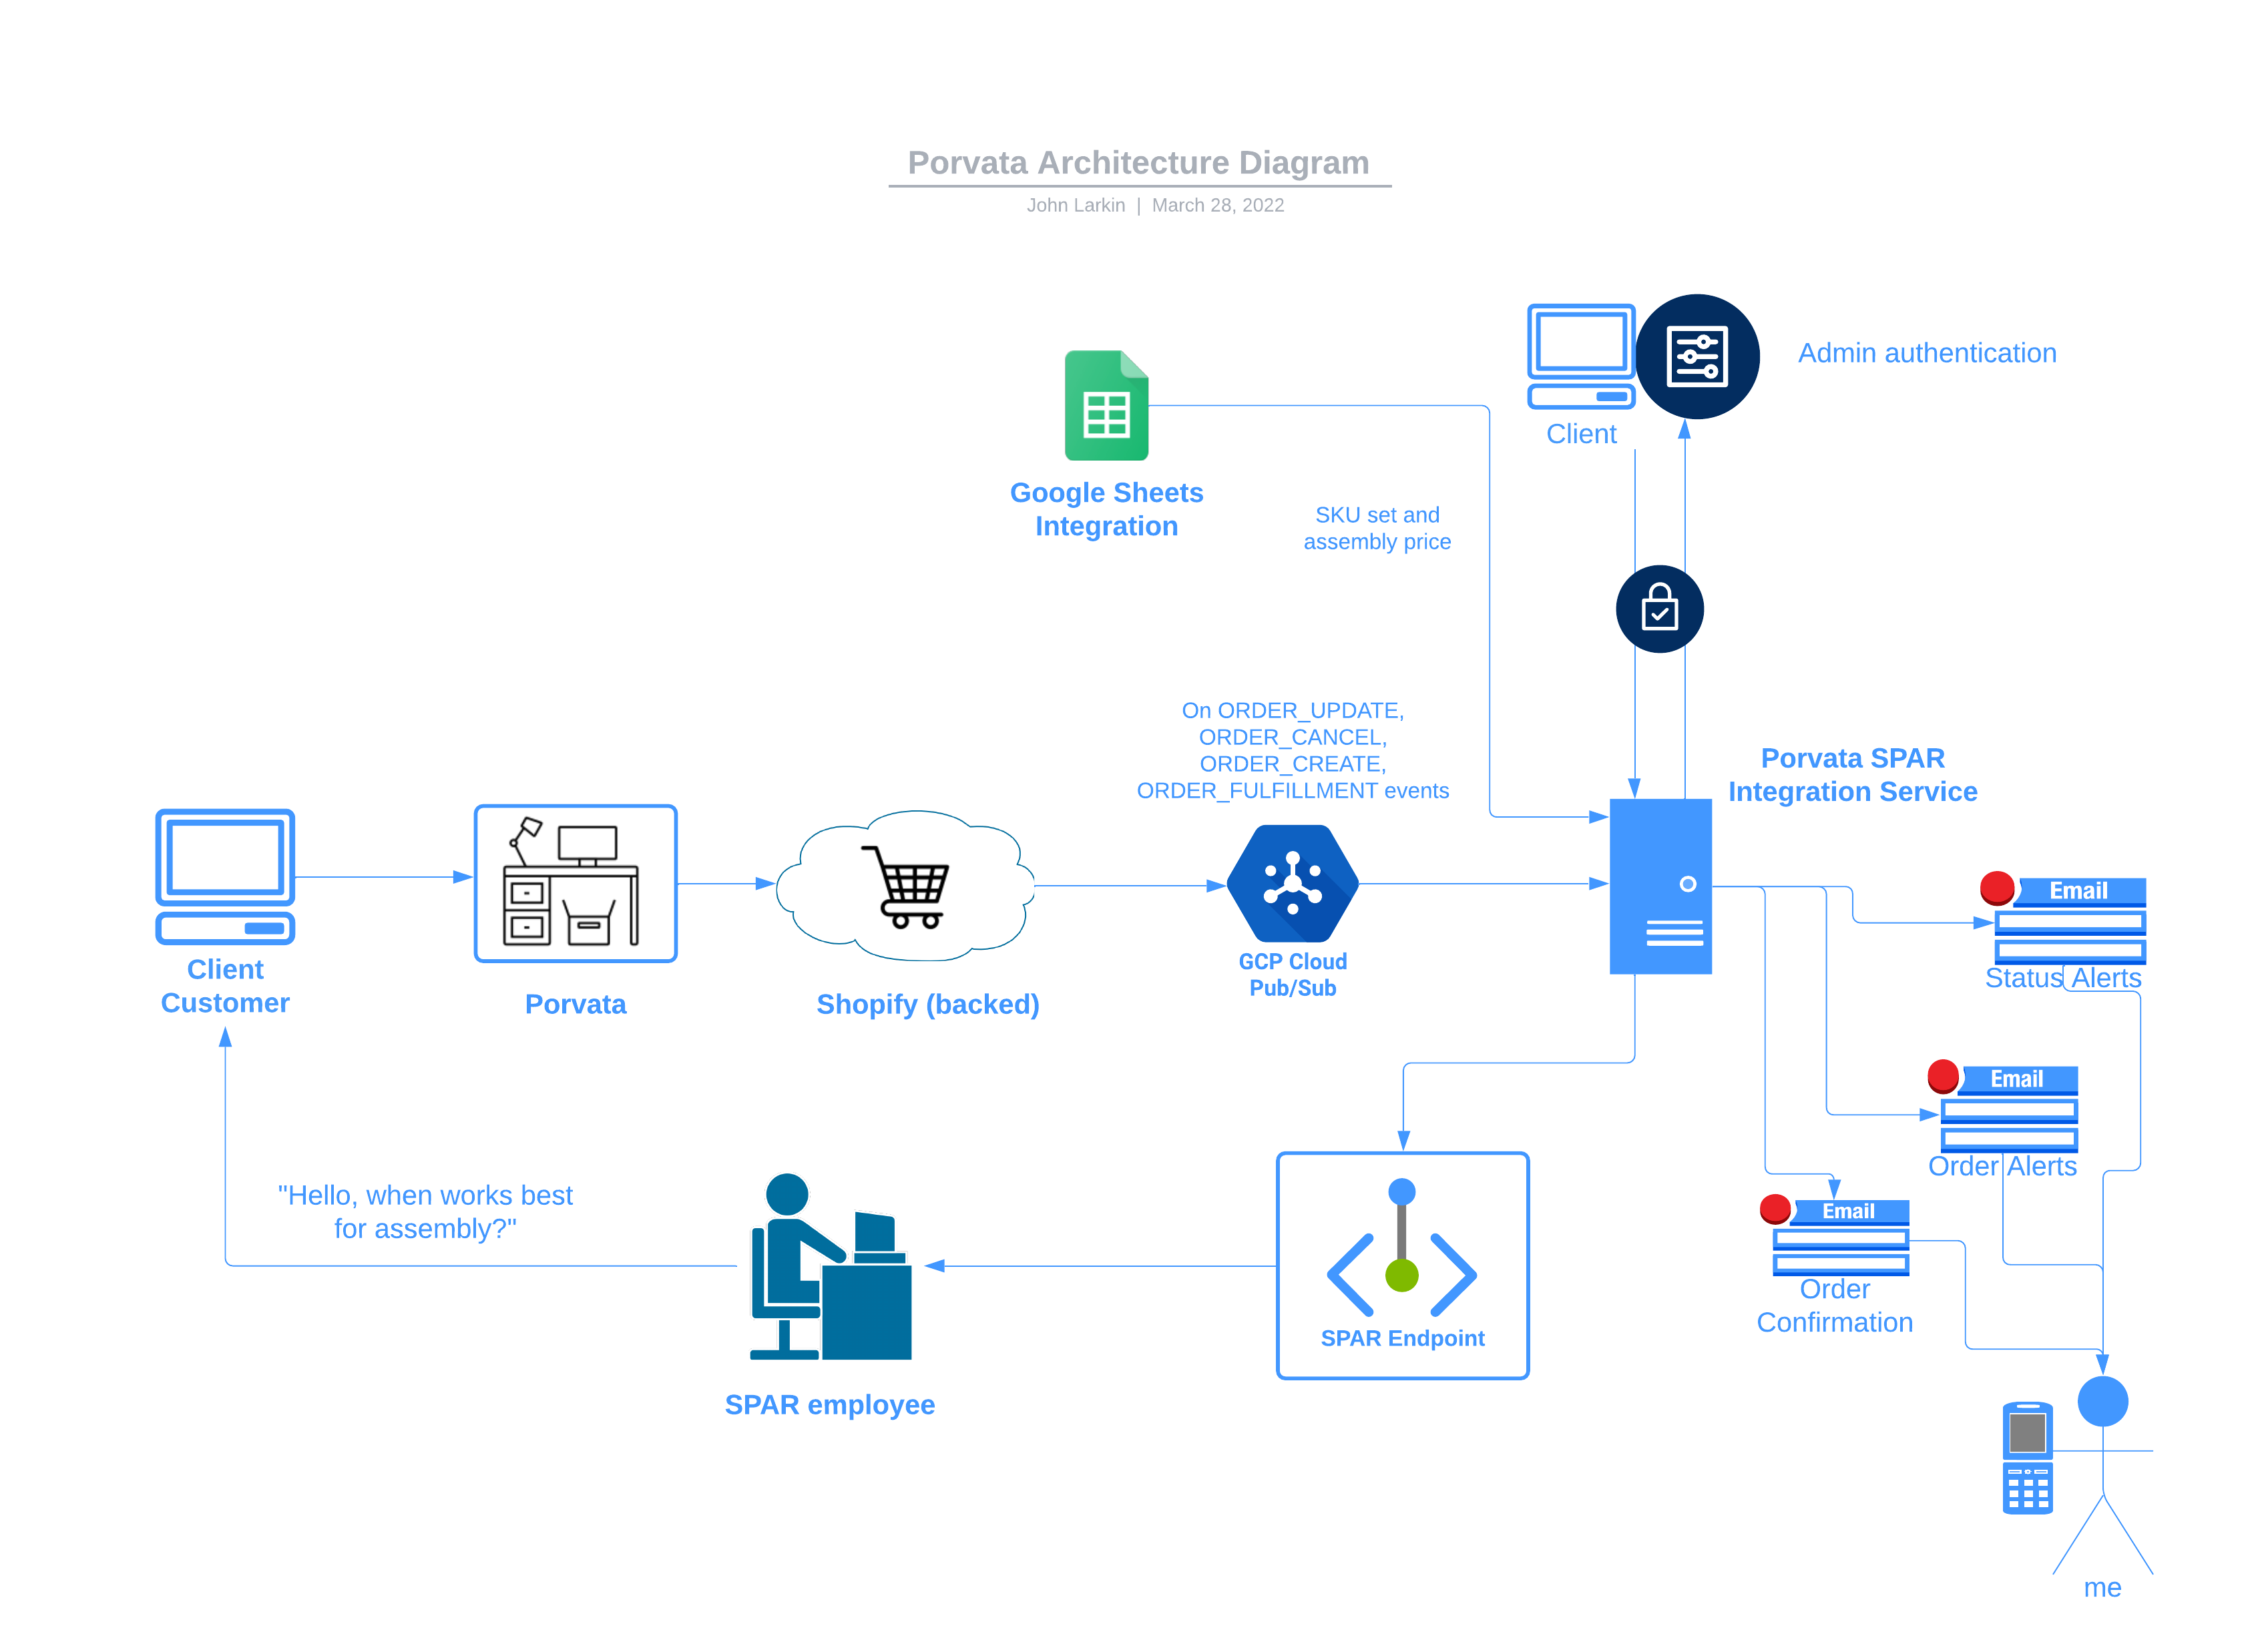 Porvata Architecture Diagram
John Larkin | March 28, 2022
Admin authentication
Client
Google Sheets
Integration
SKU set and
assembly price
On ORDER_UPDATE,
ORDER_CANCEL,
ORDER_CREATE,
ORDER_FULFILLMENT events
Porvata SPAR
Integration Service
Client
Customer
Porvata
Shopify (backed)
GCP Cloud
Pub/Sub
Email
Status Alerts
Email
Order Alerts
Email
Order
Confirmation
"Hello, when works best
for assembly?"
SPAR Endpoint
SPAR employee
me